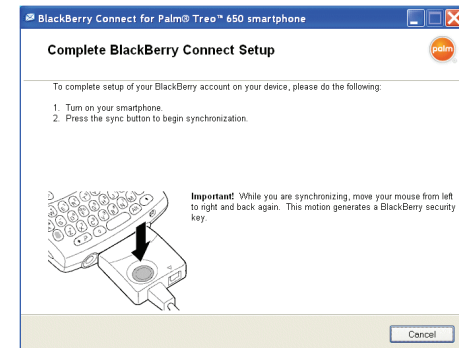 BlackBerry Connect for Palm® Treo™ 650 smartphone
Complete BlackBerry Connect Setup
palm
To complete setup of your BlackBerry account on your device, please do the following:
1. Turn on your smartphone.
2. Press the sync button to begin synchronization.
Important! While you are synchronizing, move your mouse from left
to right and back again. This motion generates a BlackBerry security
key.
Cancel